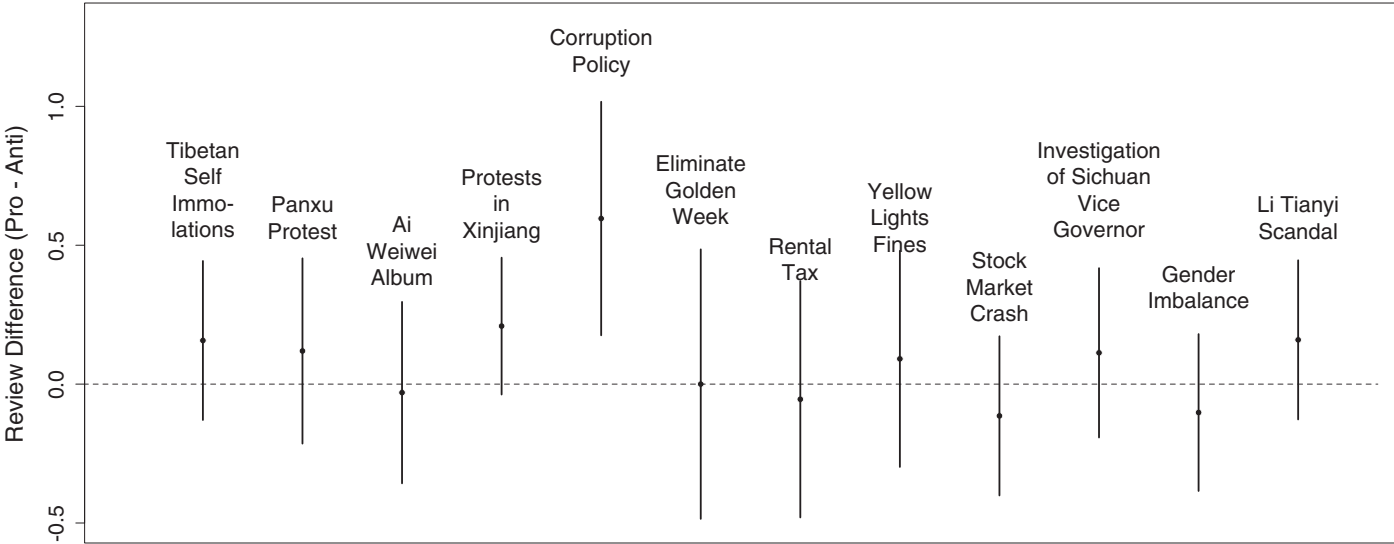 Review Difference (Pro - Anti)
1.0
0.5
0.0
-0.5
Tibetan
Self
Immo-
lations
Panxu
Protest
Ai
Weiwei
Album
Protests
in
Xinjiang
Corruption
Policy
Eliminate
Golden
Week
Rental
Tax
Yellow
Lights
Fines
Stock
Market
Crash
Investigation
of Sichuan
Vice
Governor
Gender
Imbalance
Li Tianyi
Scandal